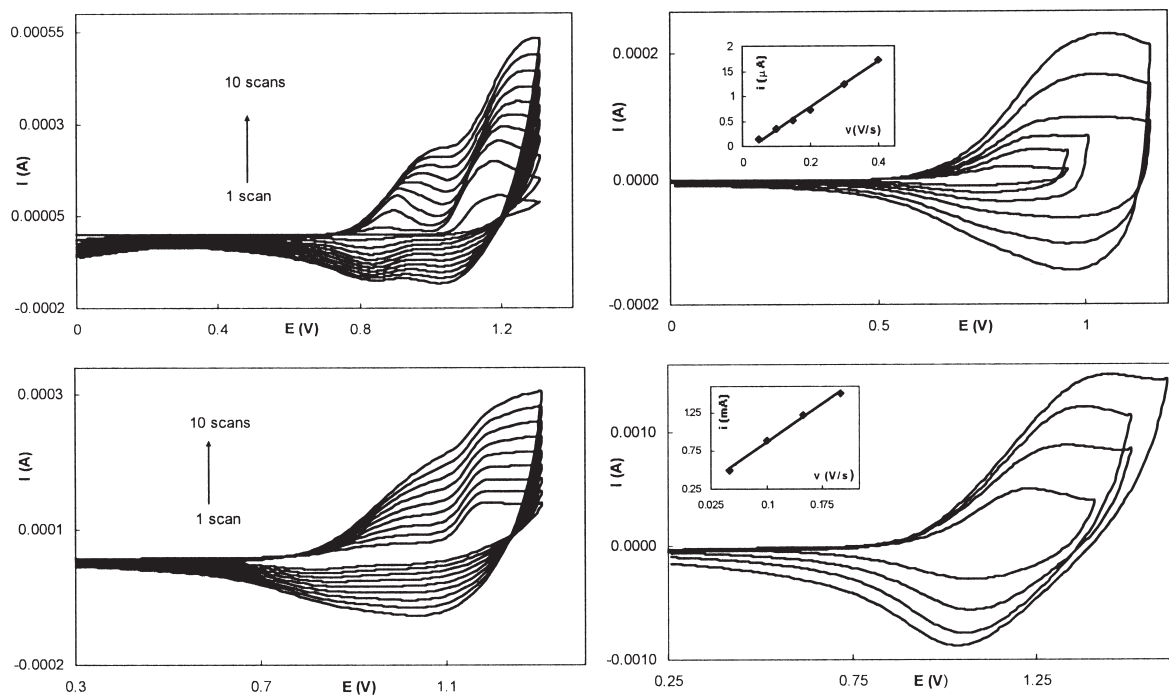 0.00055
0.0003
0.00005
-0.0002
I (A)
10 scans
1 scan
0
0.4
E (V)
0.8
1.2
0.0002
0.0000
-0.0002
I (A)
2
1.5
1
0.5
0
i (µA)
v(V/s)
0
0.2
0.4
0
0.5
E (V)
1
0.0003
0.0001
-0.0002
I (A)
10 scans
1 scan
0.3
0.7
E (V)
1.1
0.0010
0.0000
-0.0010
I (A)
125
0.75
0.25
i (mA)
v (V/s)
0.025
0.1
0.175
0.25
0.75
E (V)
1.25